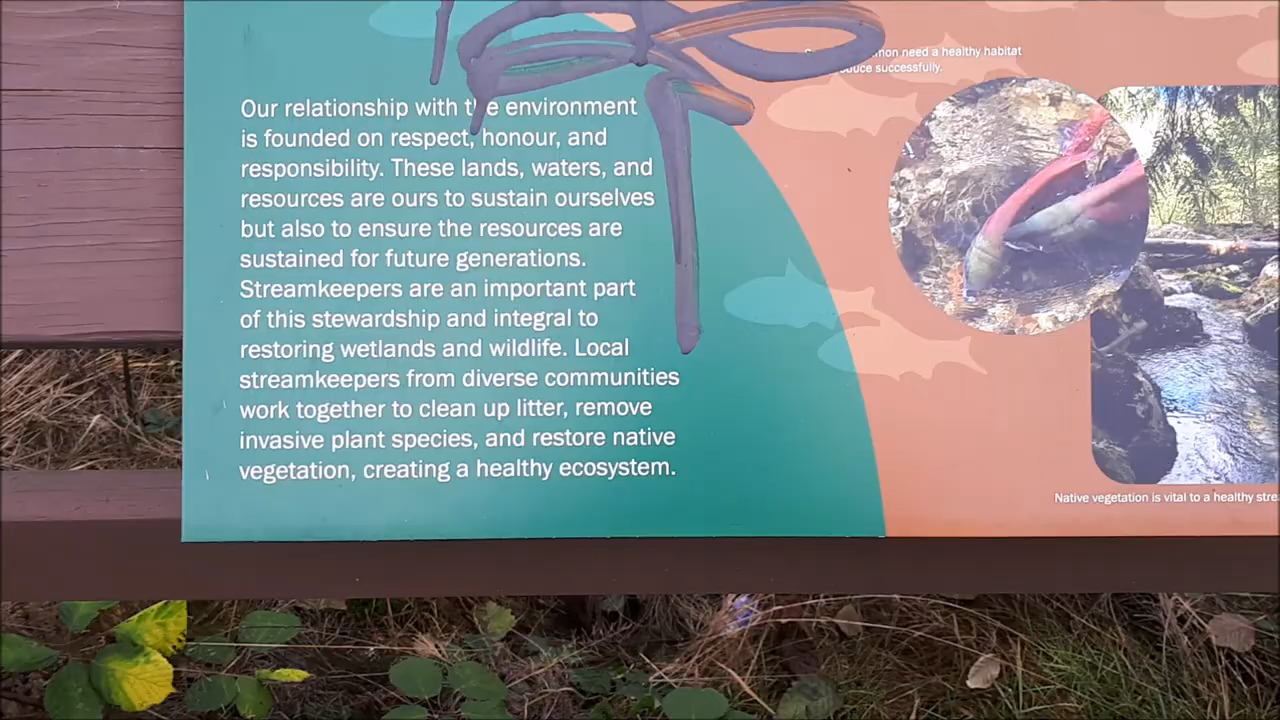 Our relationship with the environment
is founded on respect, honour, and
responsibility. These lands, waters, and
resources are ours to sustain ourselves
but also to ensure the resources are
sustained for future generations.
Streamkeepers are an important part
of this stewardship and integral to
restoring wetlands and wildlife. Local
streamkeepers from diverse communities
work together to clean up litter, remove
invasive plant species, and restore native
vegetation, creating a healthy ecosystem.
need a healthy habitat
successfully.
Native vegetation is vital to a healthy